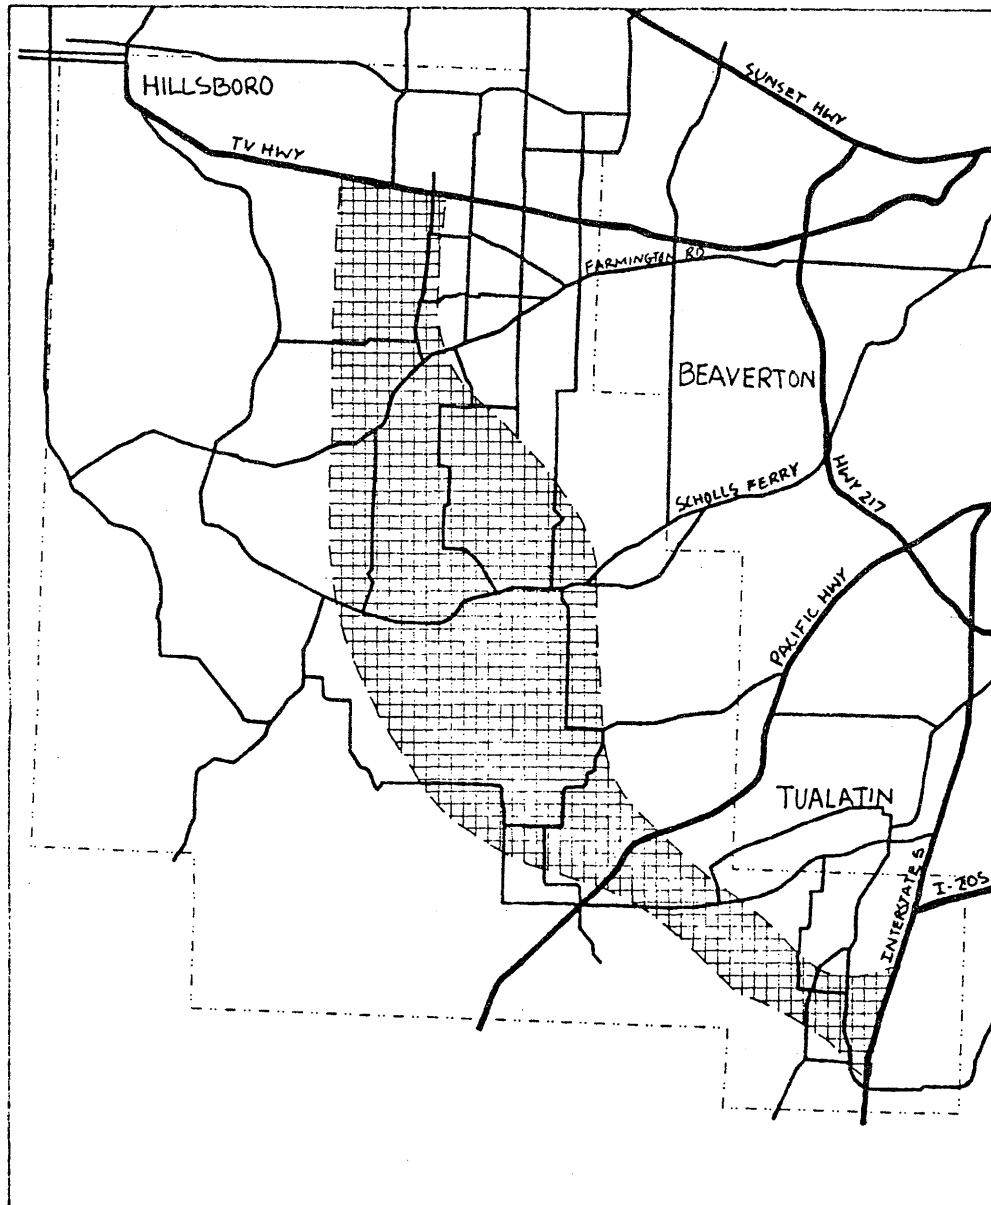 HILLSBORO
SUNSET HWY
TV HWY
FARMINGTON RD
BEAVERTON
SCHOLLS FERRY
HWY 217
PACIFIC HWY
TUALATIN
INTERSTATE 5
I-205